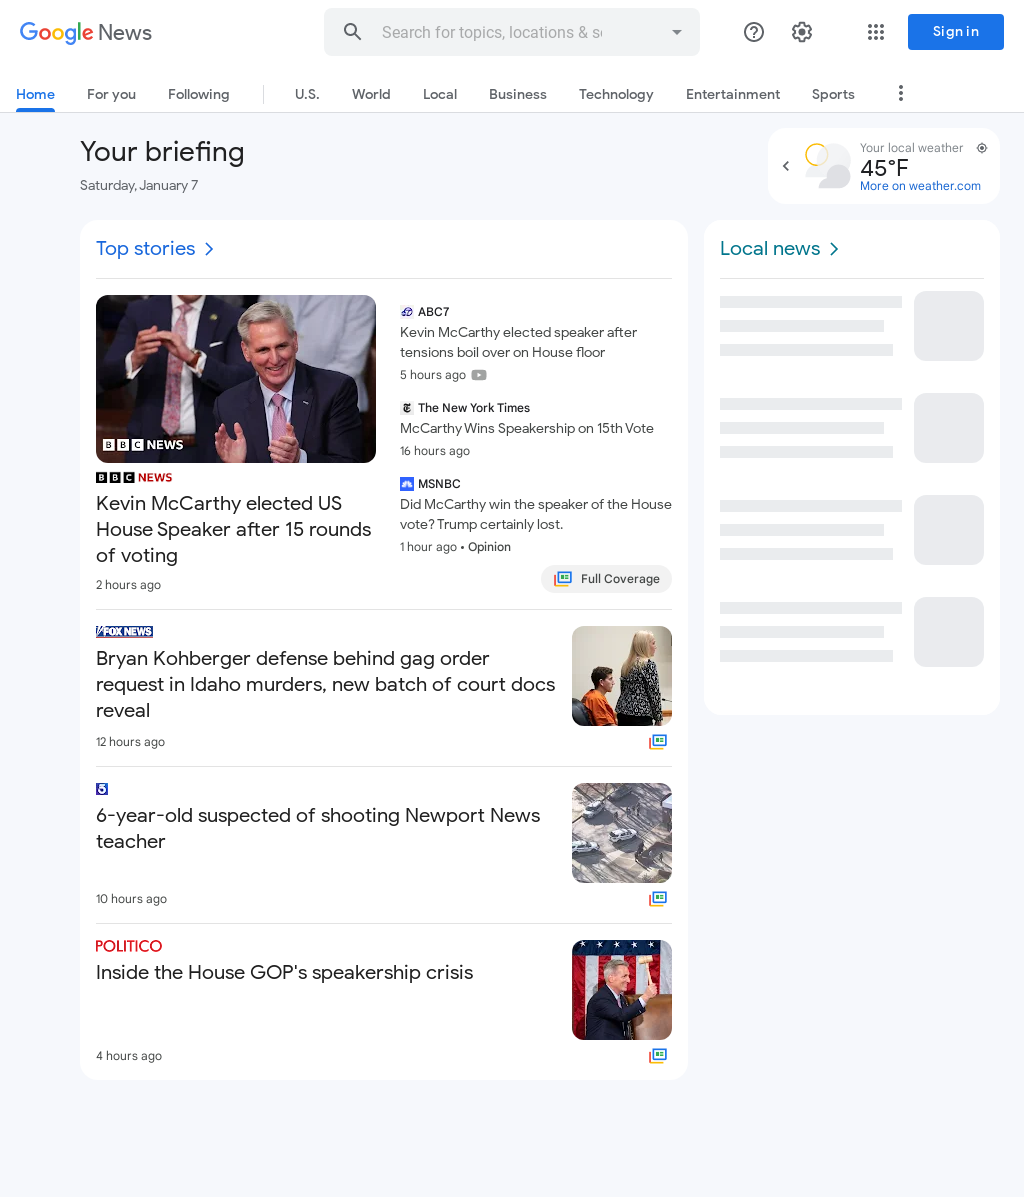 Google News
Search for topics, locations & so
Sign in
Home
For you
Following
U.S.
World
Local
Business
Technology
Entertainment
Sports
Your briefing
Saturday, January 7
Your local weather
45°F
More on weather.com
Top stories
BBC NEWS
BBC NEWS
Kevin McCarthy elected US
House Speaker after 15 rounds
of voting
2 hours ago
ABC7
Kevin McCarthy elected speaker after
tensions boil over on House floor
5 hours ago
The New York Times
McCarthy Wins Speakership on 15th Vote
16 hours ago
MSNBC
Did McCarthy win the speaker of the House
vote? Trump certainly lost.
1 hour ago • Opinion
Full Coverage
FOX NEWS
Bryan Kohberger defense behind gag order
request in Idaho murders, new batch of court docs
reveal
12 hours ago
6-year-old suspected of shooting Newport News
teacher
10 hours ago
POLITICO
Inside the House GOP's speakership crisis
4 hours ago
Local news